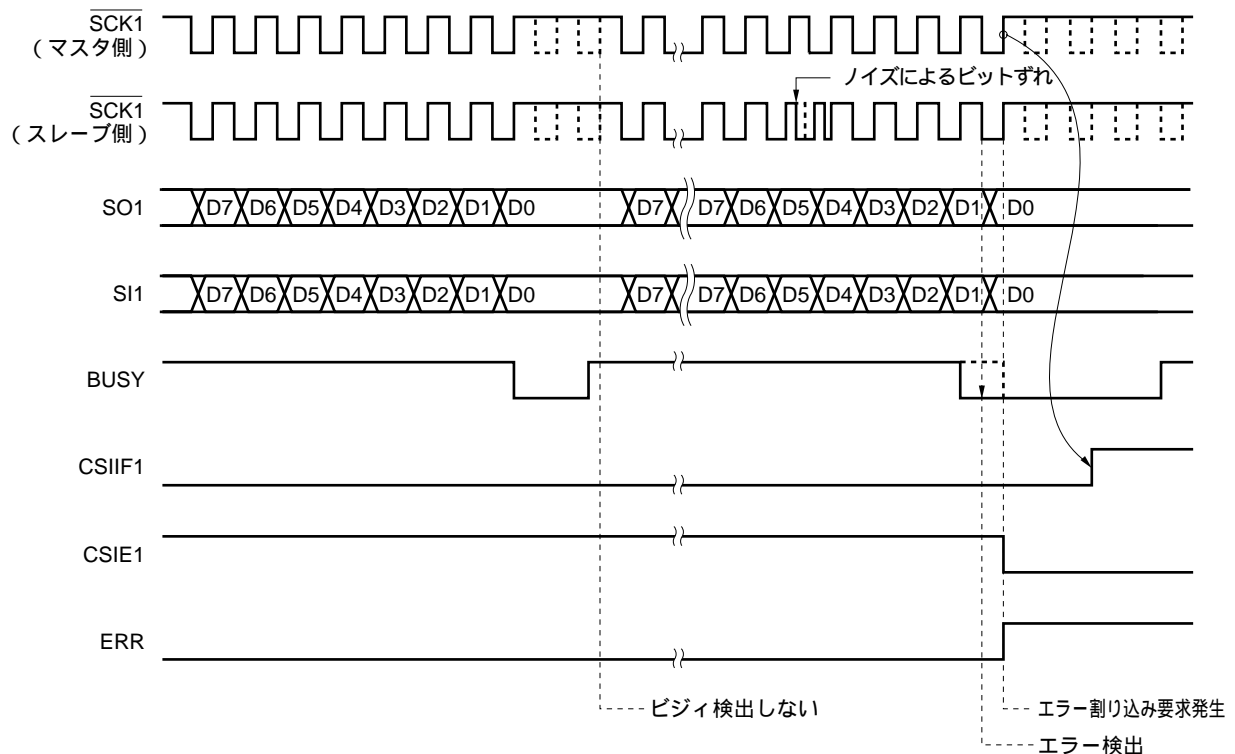 SCK1
（マスタ側）
ノイズによるビットずれ
SCK1
（スレーブ側）
SO1 D7 D6 D5 D4 D3 D2 D1 D0 D7 D7 D6 D5 D4 D3 D2 D1 D0
SI1 D7 D6 D5 D4 D3 D2 D1 D0 D7 D7 D6 D5 D4 D3 D2 D1 D0
BUSY
CSIIF1
CSIE1
ERR
ビジィ検出しない
エラー割り込み要求発生
エラー検出